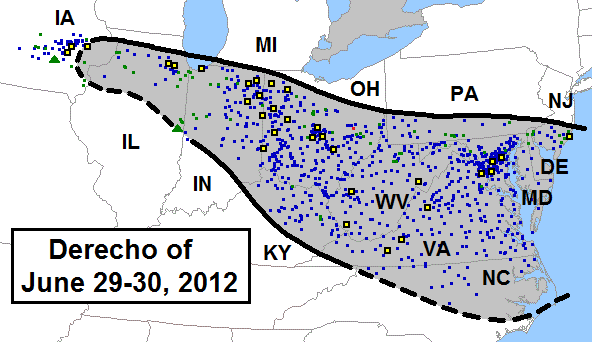 IA
MI
OH
PA
NJ
IL
IN
DE
WV
MD
KY
VA
NC
Derecho of
June 29-30, 2012